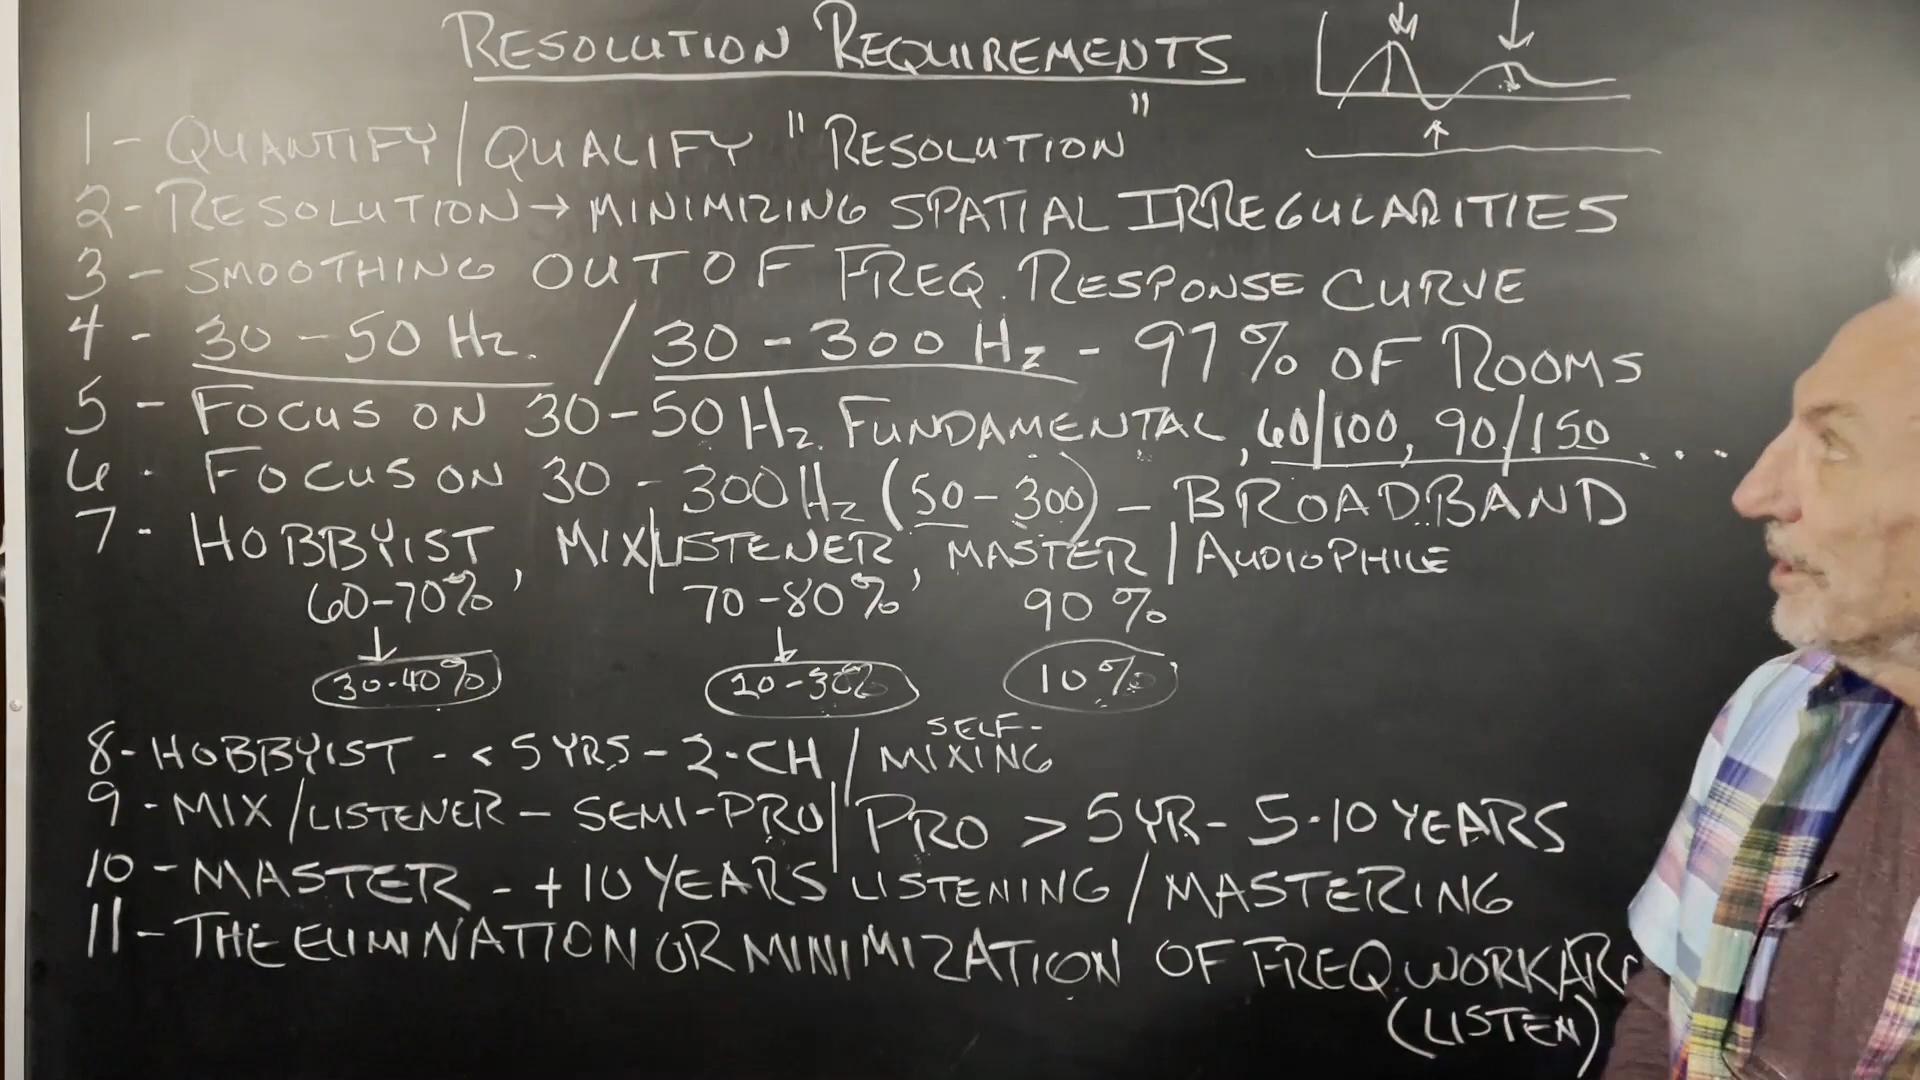 RESOLUTION REQUIREMENTS
1 - QUANTIFY/QUALIFY "RESOLUTION"
2 - RESOLUTION → MINIMIZING SPATIAL IRREGULARITIES
3 - SMOOTHING OUT OF FREQ. RESPONSE CURVE
4 - 30 - 50 Hz. / 30 - 300 Hz - 97% OF ROOMS
5 - FOCUS ON 30-50 Hz. FUNDAMENTAL, 60/100, 90/150 ....
6 - FOCUS ON 30 - 300 Hz (50 - 300) - BROADBAND
7 - HOBBYIST, MIX/LISTENER, MASTER / AUDIOPHILE
60-70% 70-80% 90%
30-40% 20-30% 10%
8 - HOBBYIST - < 5 YRS - 2-CH / SELF-MIXING
9 - MIX/LISTENER - SEMI-PRO / PRO > 5 YR - 5-10 YEARS
10 - MASTER - +10 YEARS LISTENING / MASTERING
11 - THE ELIMINATION OR MINIMIZATION OF FREQ
(LISTEN)